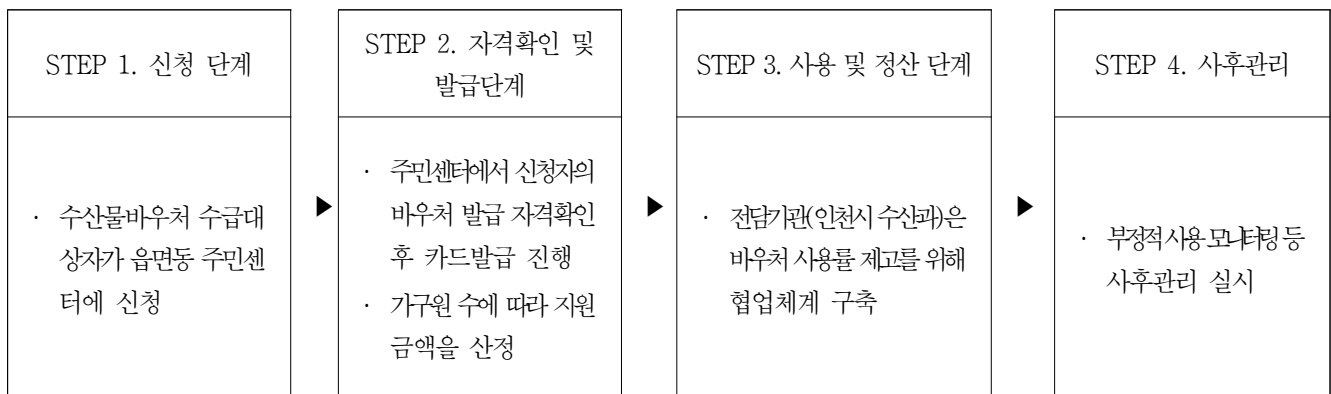 STEP 1. 신청 단계
· 수산물바우처 수급대
상자가 읍면동 주민센
터에 신청
▶
STEP 2. 자격확인 및
발급단계
· 주민센터에서 신청자의
바우처 발급 자격확인
후 카드발급 진행
· 가구원 수에 따라 지원
금액을 산정
▶
STEP 3. 사용 및 정산 단계
· 전담기관(인천시 수산과)은
바우처 사용률 제고를 위해
협업체계 구축
▶
STEP 4. 사후관리
· 부정적 사용 모니터링 등
사후관리 실시